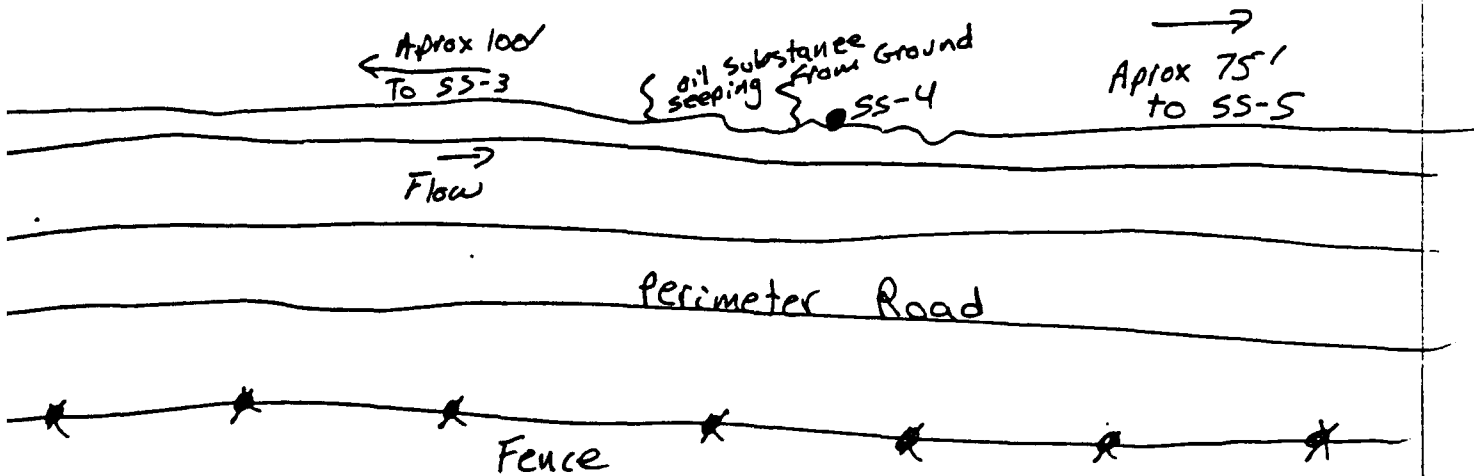 Aprox 100'
To SS-3
oil substance
seeping from Ground
SS-4
Aprox 75'
to SS-5
Flow
Perimeter Road
Fence